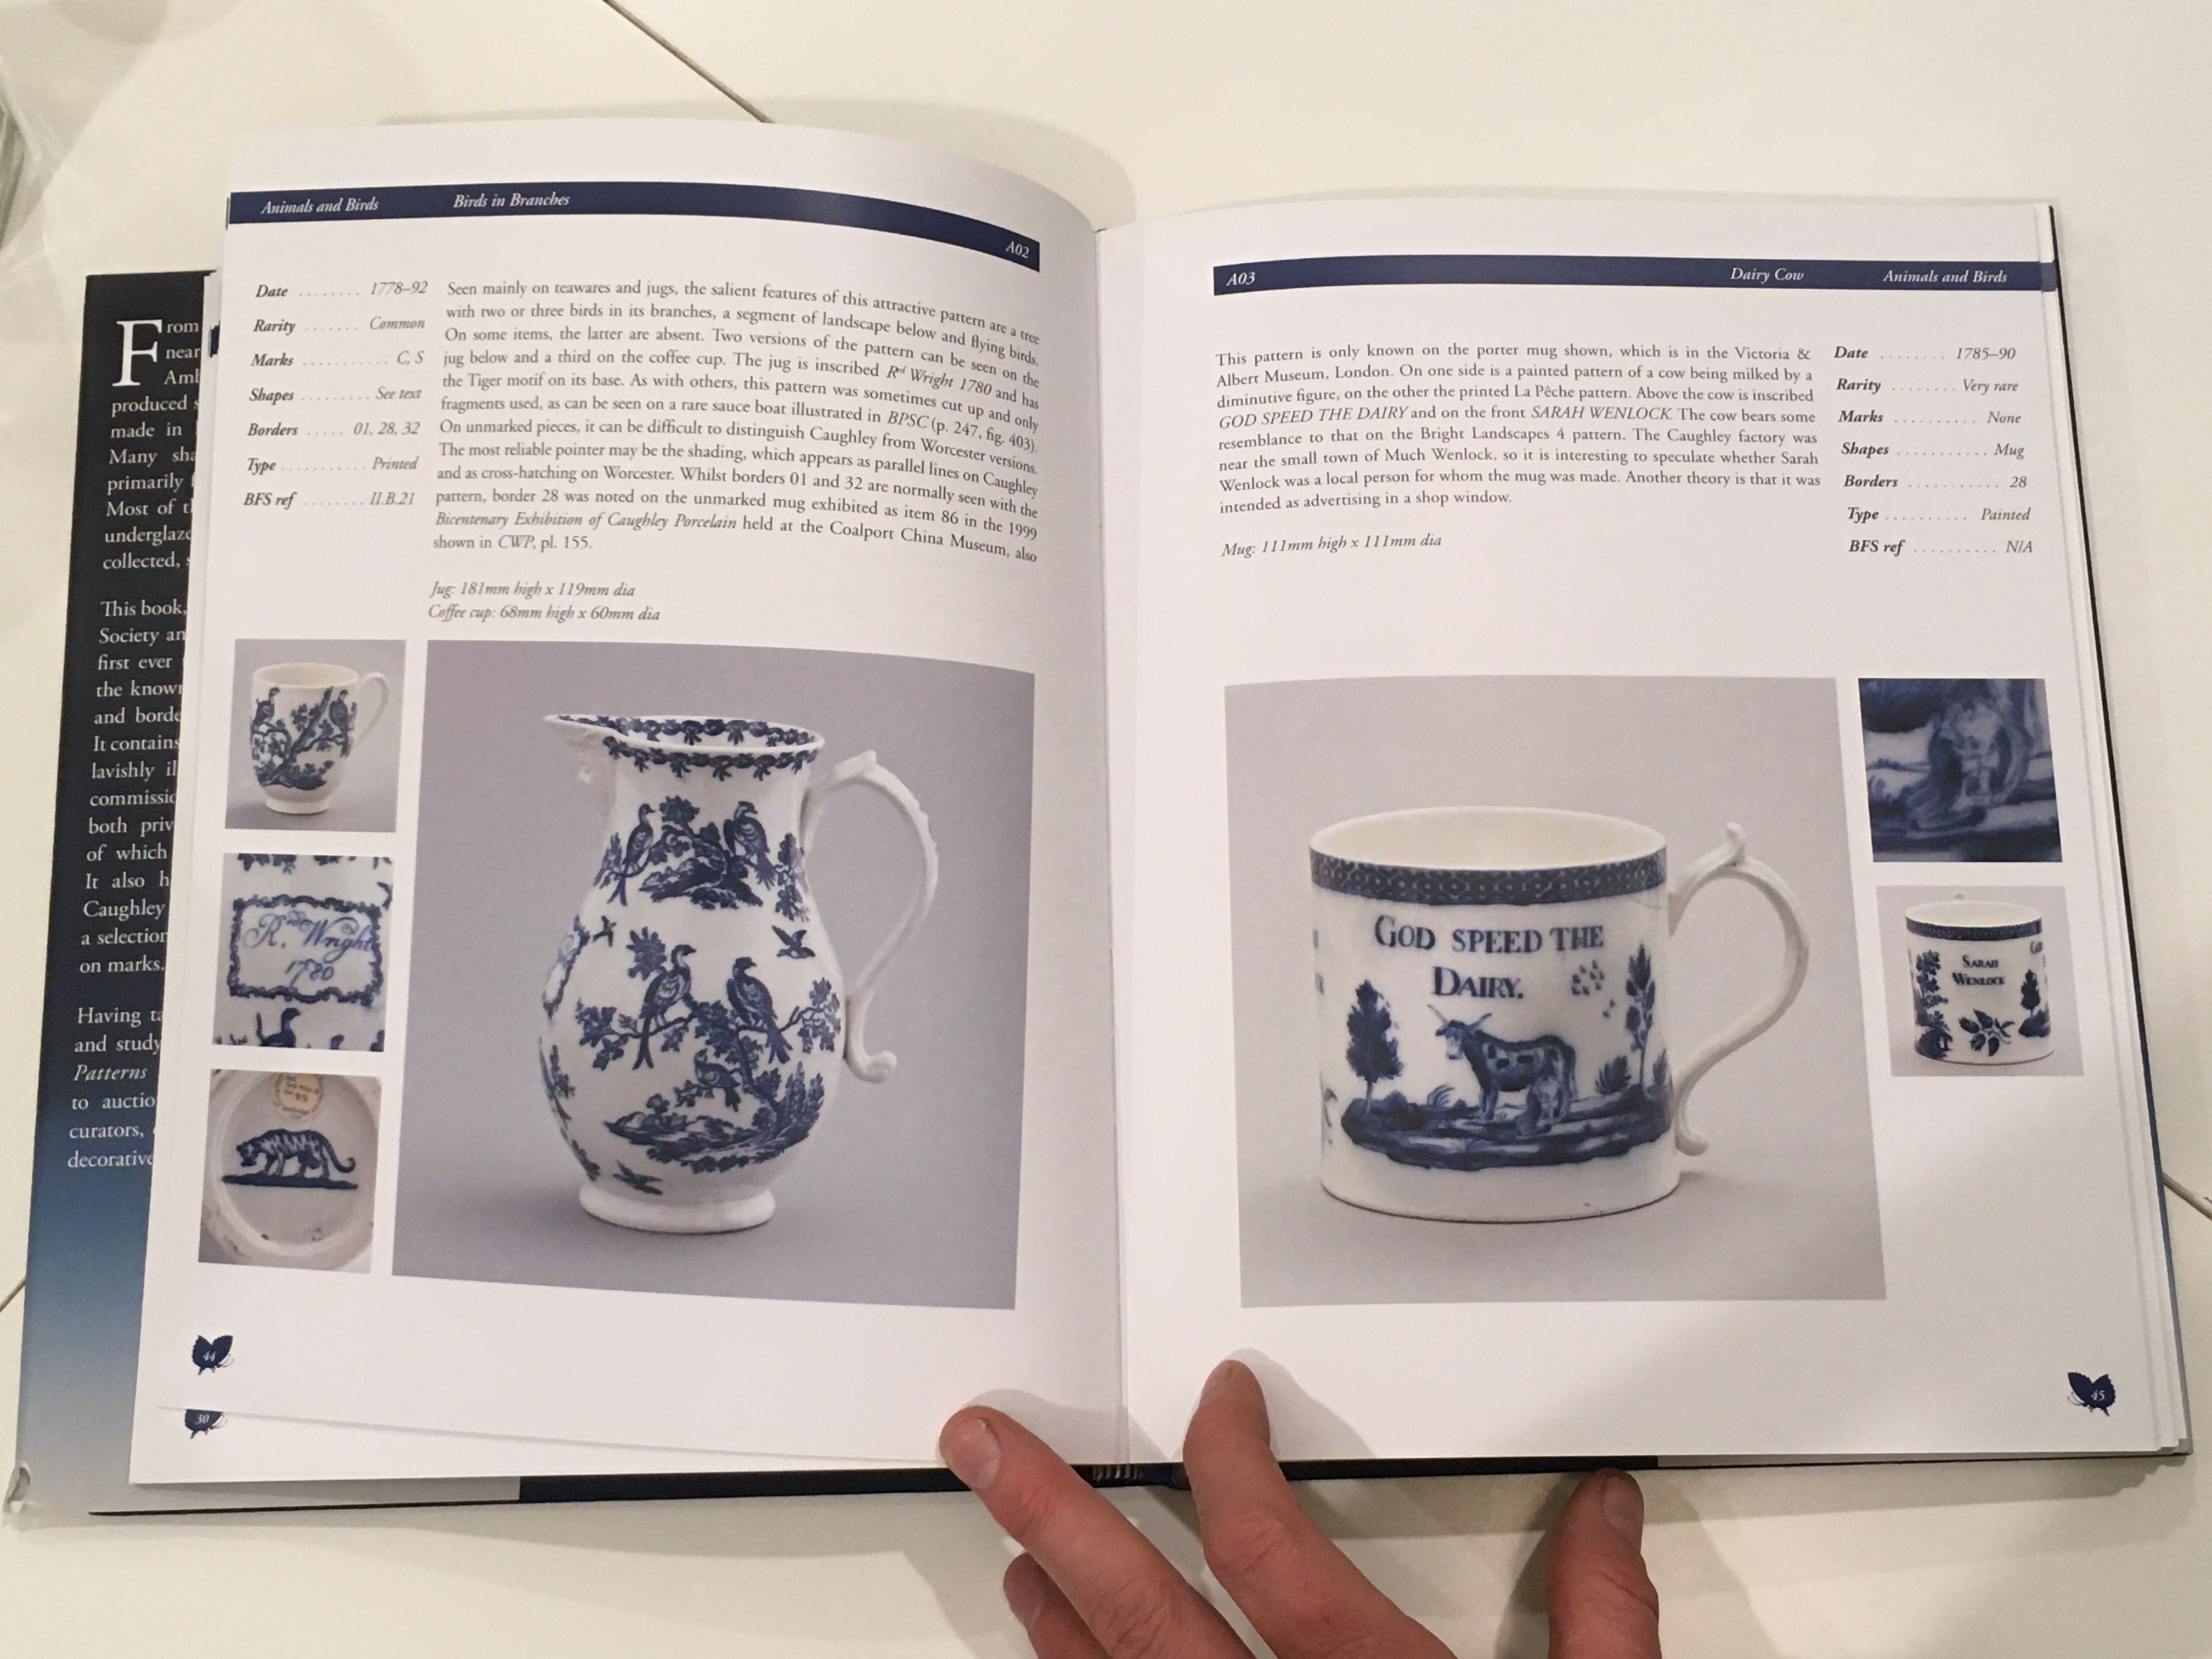 From
near
Aml
produced
made in
Many sha
primarily
Most of t
underglaze
collected,
This book,
Society an
first ever
the known
and borde
It contains
lavishly il
commissio
both priv
of which
It also h
Caughley
a selection
on marks.
Having ta
and study
Patterns
to auctio
curators,
decorative
Animals and Birds Birds in Branches
A02
Date ........ 1778–92
Rarity ....... Common
Marks .......... C, S
Shapes ......... See text
Borders ..... 01, 28, 32
Type ........... Printed
BFS ref ........ II.B.21
Seen mainly on teawares and jugs, the salient features of this attractive pattern are a tree
with two or three birds in its branches, a segment of landscape below and flying birds.
On some items, the latter are absent. Two versions of the pattern can be seen on the
jug below and a third on the coffee cup. The jug is inscribed Rd Wright 1780 and has
the Tiger motif on its base. As with others, this pattern was sometimes cut up and only
fragments used, as can be seen on a rare sauce boat illustrated in BPSC (p. 247, fig. 403).
On unmarked pieces, it can be difficult to distinguish Caughley from Worcester versions.
The most reliable pointer may be the shading, which appears as parallel lines on Caughley
and as cross-hatching on Worcester. Whilst borders 01 and 32 are normally seen with the
pattern, border 28 was noted on the unmarked mug exhibited as item 86 in the 1999
Bicentenary Exhibition of Caughley Porcelain held at the Coalport China Museum, also
shown in CWP, pl. 155.
Jug: 181mm high x 119mm dia
Coffee cup: 68mm high x 60mm dia
Rd. Wright
1780
44
30
A03 Dairy Cow Animals and Birds
This pattern is only known on the porter mug shown, which is in the Victoria &
Albert Museum, London. On one side is a painted pattern of a cow being milked by a
diminutive figure, on the other the printed La Pêche pattern. Above the cow is inscribed
GOD SPEED THE DAIRY and on the front SARAH WENLOCK. The cow bears some
resemblance to that on the Bright Landscapes 4 pattern. The Caughley factory was
near the small town of Much Wenlock, so it is interesting to speculate whether Sarah
Wenlock was a local person for whom the mug was made. Another theory is that it was
intended as advertising in a shop window.
Mug: 111mm high x 111mm dia
Date ........ 1785–90
Rarity ........ Very rare
Marks .......... None
Shapes ........... Mug
Borders ........... 28
Type .......... Painted
BFS ref .......... N/A
GOD SPEED THE
DAIRY.
SARAH
WENLOCK
45